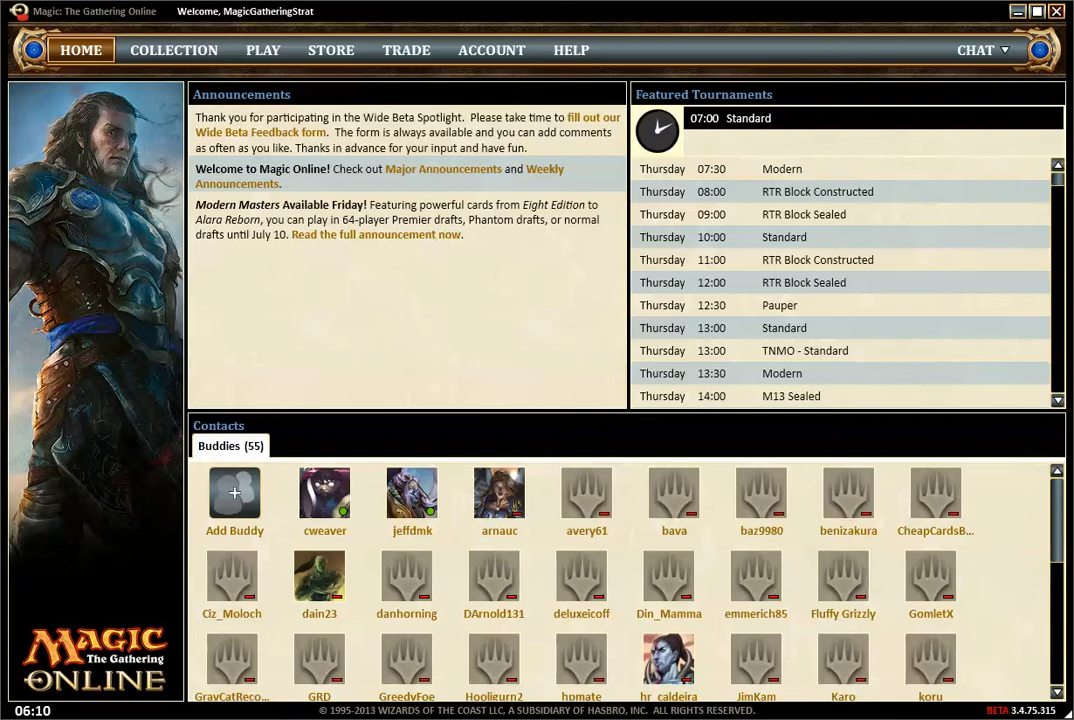 Magic: The Gathering Online
Welcome, MagicGatheringStrat
HOME
COLLECTION
PLAY
STORE
TRADE
ACCOUNT
HELP
CHAT
Announcements
Thank you for participating in the Wide Beta Spotlight. Please take time to fill out our
Wide Beta Feedback form. The form is always available and you can add comments
as often as you like. Thanks in advance for your input and have fun.
Welcome to Magic Online! Check out Major Announcements and Weekly
Announcements.
Modern Masters Available Friday! Featuring powerful cards from Eight Edition to
Alara Reborn, you can play in 64-player Premier drafts, Phantom drafts, or normal
drafts until July 10. Read the full announcement now.
Featured Tournaments
07:00 Standard
Thursday 07:30 Modern
Thursday 08:00 RTR Block Constructed
Thursday 09:00 RTR Block Sealed
Thursday 10:00 Standard
Thursday 11:00 RTR Block Constructed
Thursday 12:00 RTR Block Sealed
Thursday 12:30 Pauper
Thursday 13:00 Standard
Thursday 13:00 TNMO - Standard
Thursday 13:30 Modern
Thursday 14:00 M13 Sealed
Contacts
Buddies (55)
Add Buddy cweaver jeffdmk arnauc avery61 bava baz9980 benizakura CheapCardsB...
Ciz_Moloch dain23 danhorning DArnold131 deluxeicoff Din_Mamma emmerich85 Fluffy Grizzly GomletX
GrayCatReco... GRD GreedyFoe Hooligurn2 hpmate hr_caldeira JimKam Karo koru
MAGIC
The Gathering
ONLINE
06:10
© 1995-2013 WIZARDS OF THE COAST LLC, A SUBSIDIARY OF HASBRO, INC. ALL RIGHTS RESERVED.
BETA 3.4.75.315